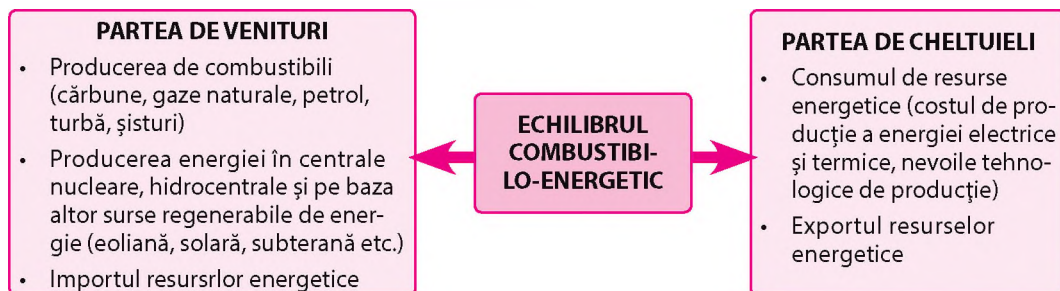 PARTEA DE VENITURI
• Producerea de combustibili
(cărbune, gaze naturale, petrol,
turbă, șisturi)
• Producerea energiei în centrale
nucleare, hidrocentrale și pe baza
altor surse regenerabile de ener-
gie (eoliană, solară, subterană etc.)
• Importul resursrlor energetice
ECHILIBRUL
COMBUSTIBI-
LO-ENERGETIC
PARTEA DE CHELTUIELI
• Consumul de resurse
energetice (costul de pro-
ducție a energiei electrice
și termice, nevoile tehno-
logice de producție)
• Exportul resurselor
energetice